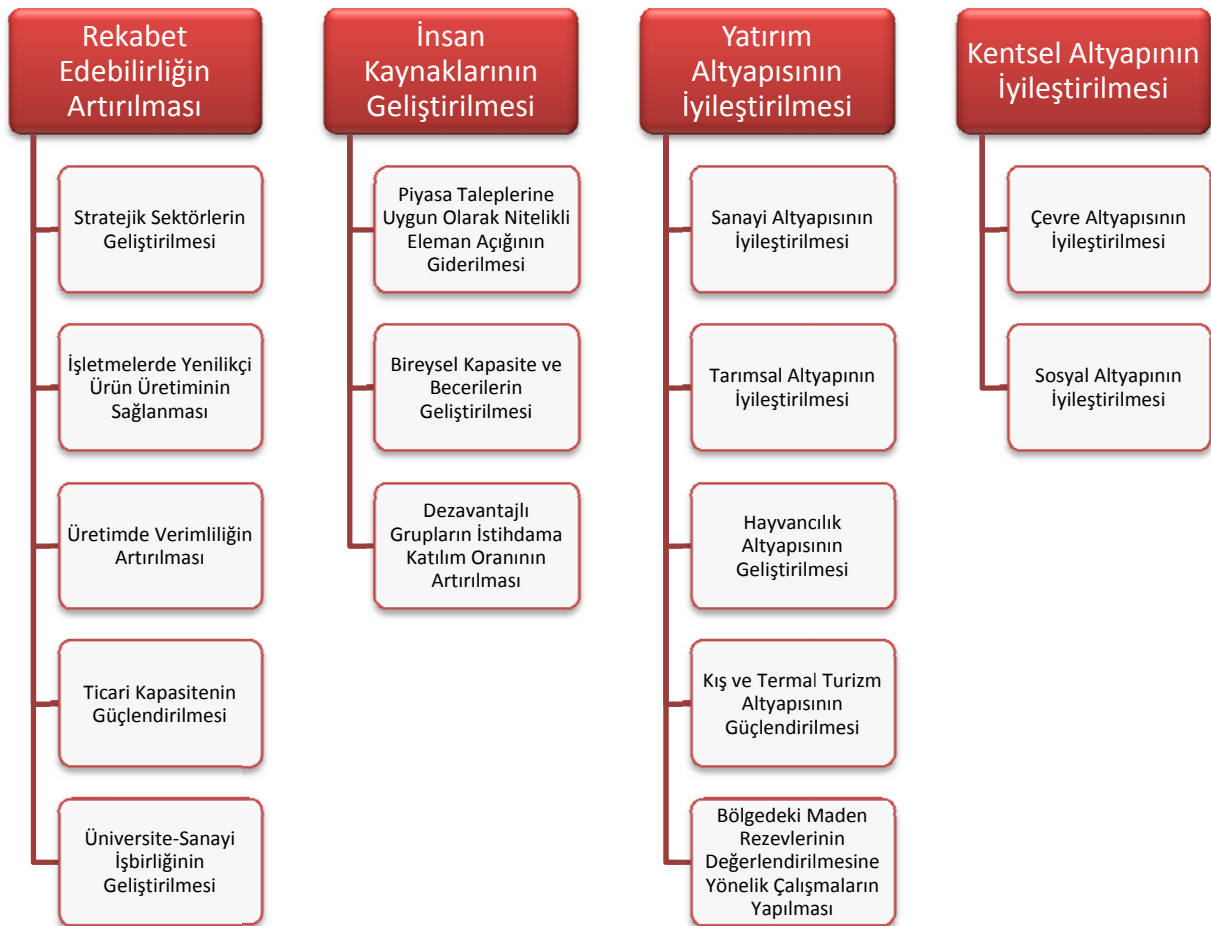 Rekabet
Edebilirliğin
Artırılması
Stratejik Sektörlerin
Geliştirilmesi
İşletmelerde Yenilikçi
Ürün Üretiminin
Sağlanması
Üretimde Verimliliğin
Artırılması
Ticari Kapasitenin
Güçlendirilmesi
Üniversite-Sanayi
İşbirliğinin
Geliştirilmesi
İnsan
Kaynaklarının
Geliştirilmesi
Piyasa Taleplerine
Uygun Olarak Nitelikli
Eleman Açığının
Giderilmesi
Bireysel Kapasite ve
Becerilerin
Geliştirilmesi
Dezavantajlı
Grupların İstihdama
Katılım Oranının
Artırılması
Yatırım
Altyapısının
İyileştirilmesi
Sanayi Altyapısının
İyileştirilmesi
Tarımsal Altyapının
İyileştirilmesi
Hayvancılık
Altyapısının
Geliştirilmesi
Kış ve Termal Turizm
Altyapısının
Güçlendirilmesi
Bölgedeki Maden
Rezevlerinin
Değerlendirilmesine
Yönelik Çalışmaların
Yapılması
Kentsel Altyapının
İyileştirilmesi
Çevre Altyapısının
İyileştirilmesi
Sosyal Altyapının
İyileştirilmesi